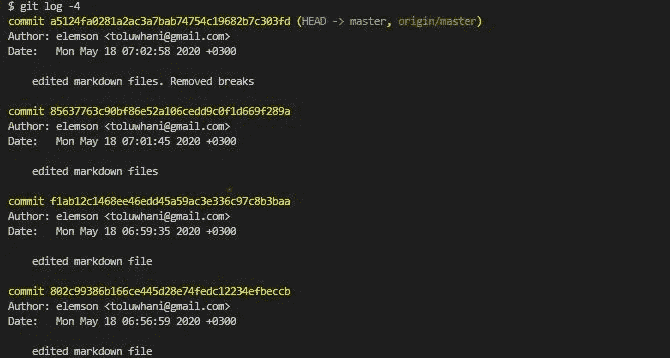 $ git log -4
commit a5124fa0281a2ac3a7bab74754c19682b7c303fd (HEAD -> master, origin/master)
Author: elemson <toluwhani@gmail.com>
Date:   Mon May 18 07:02:58 2020 +0300
edited markdown files. Removed breaks
commit 85637763c90bf86e52a106cedd9c0f1d669f289a
Author: elemson <toluwhani@gmail.com>
Date:   Mon May 18 07:01:45 2020 +0300
edited markdown files
commit f1ab12c1468ee46edd45a59ac3e336c97c8b3baa
Author: elemson <toluwhani@gmail.com>
Date:   Mon May 18 06:59:35 2020 +0300
edited markdown file
commit 802c99386b166ce445d28e74fedc12234efbeccb
Author: elemson <toluwhani@gmail.com>
Date:   Mon May 18 06:56:59 2020 +0300
edited markdown file